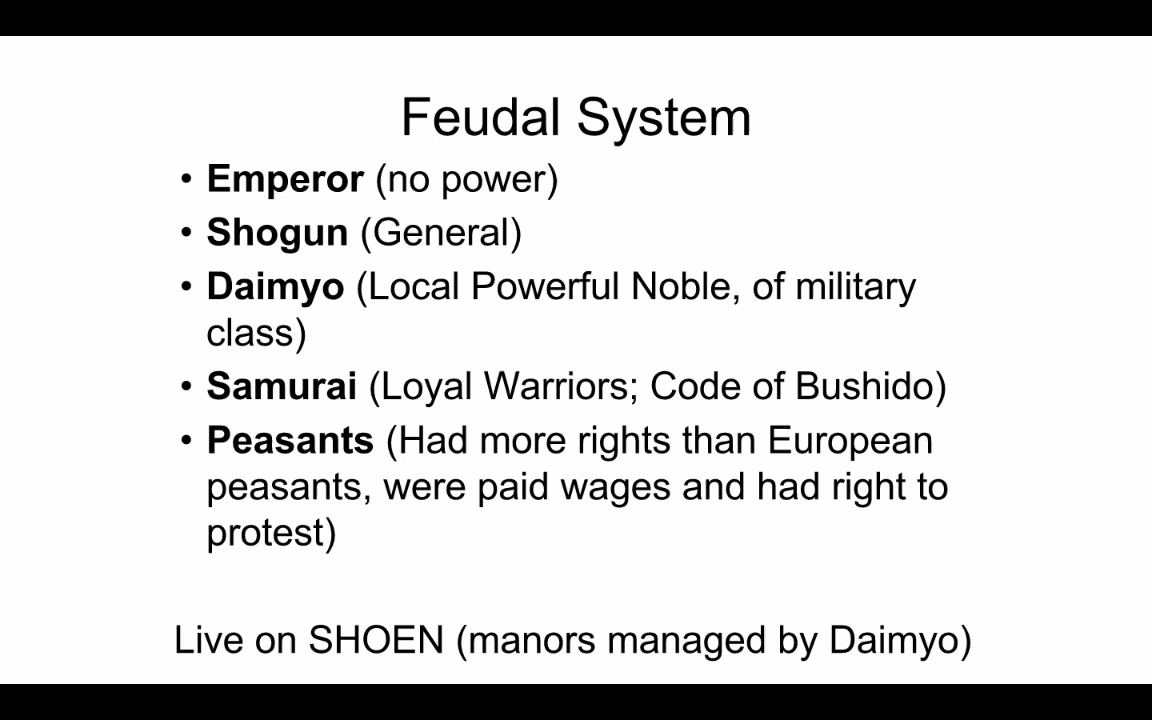 Feudal System
• Emperor (no power)
• Shogun (General)
• Daimyo (Local Powerful Noble, of military
class)
• Samurai (Loyal Warriors; Code of Bushido)
• Peasants (Had more rights than European
peasants, were paid wages and had right to
protest)
Live on SHOEN (manors managed by Daimyo)